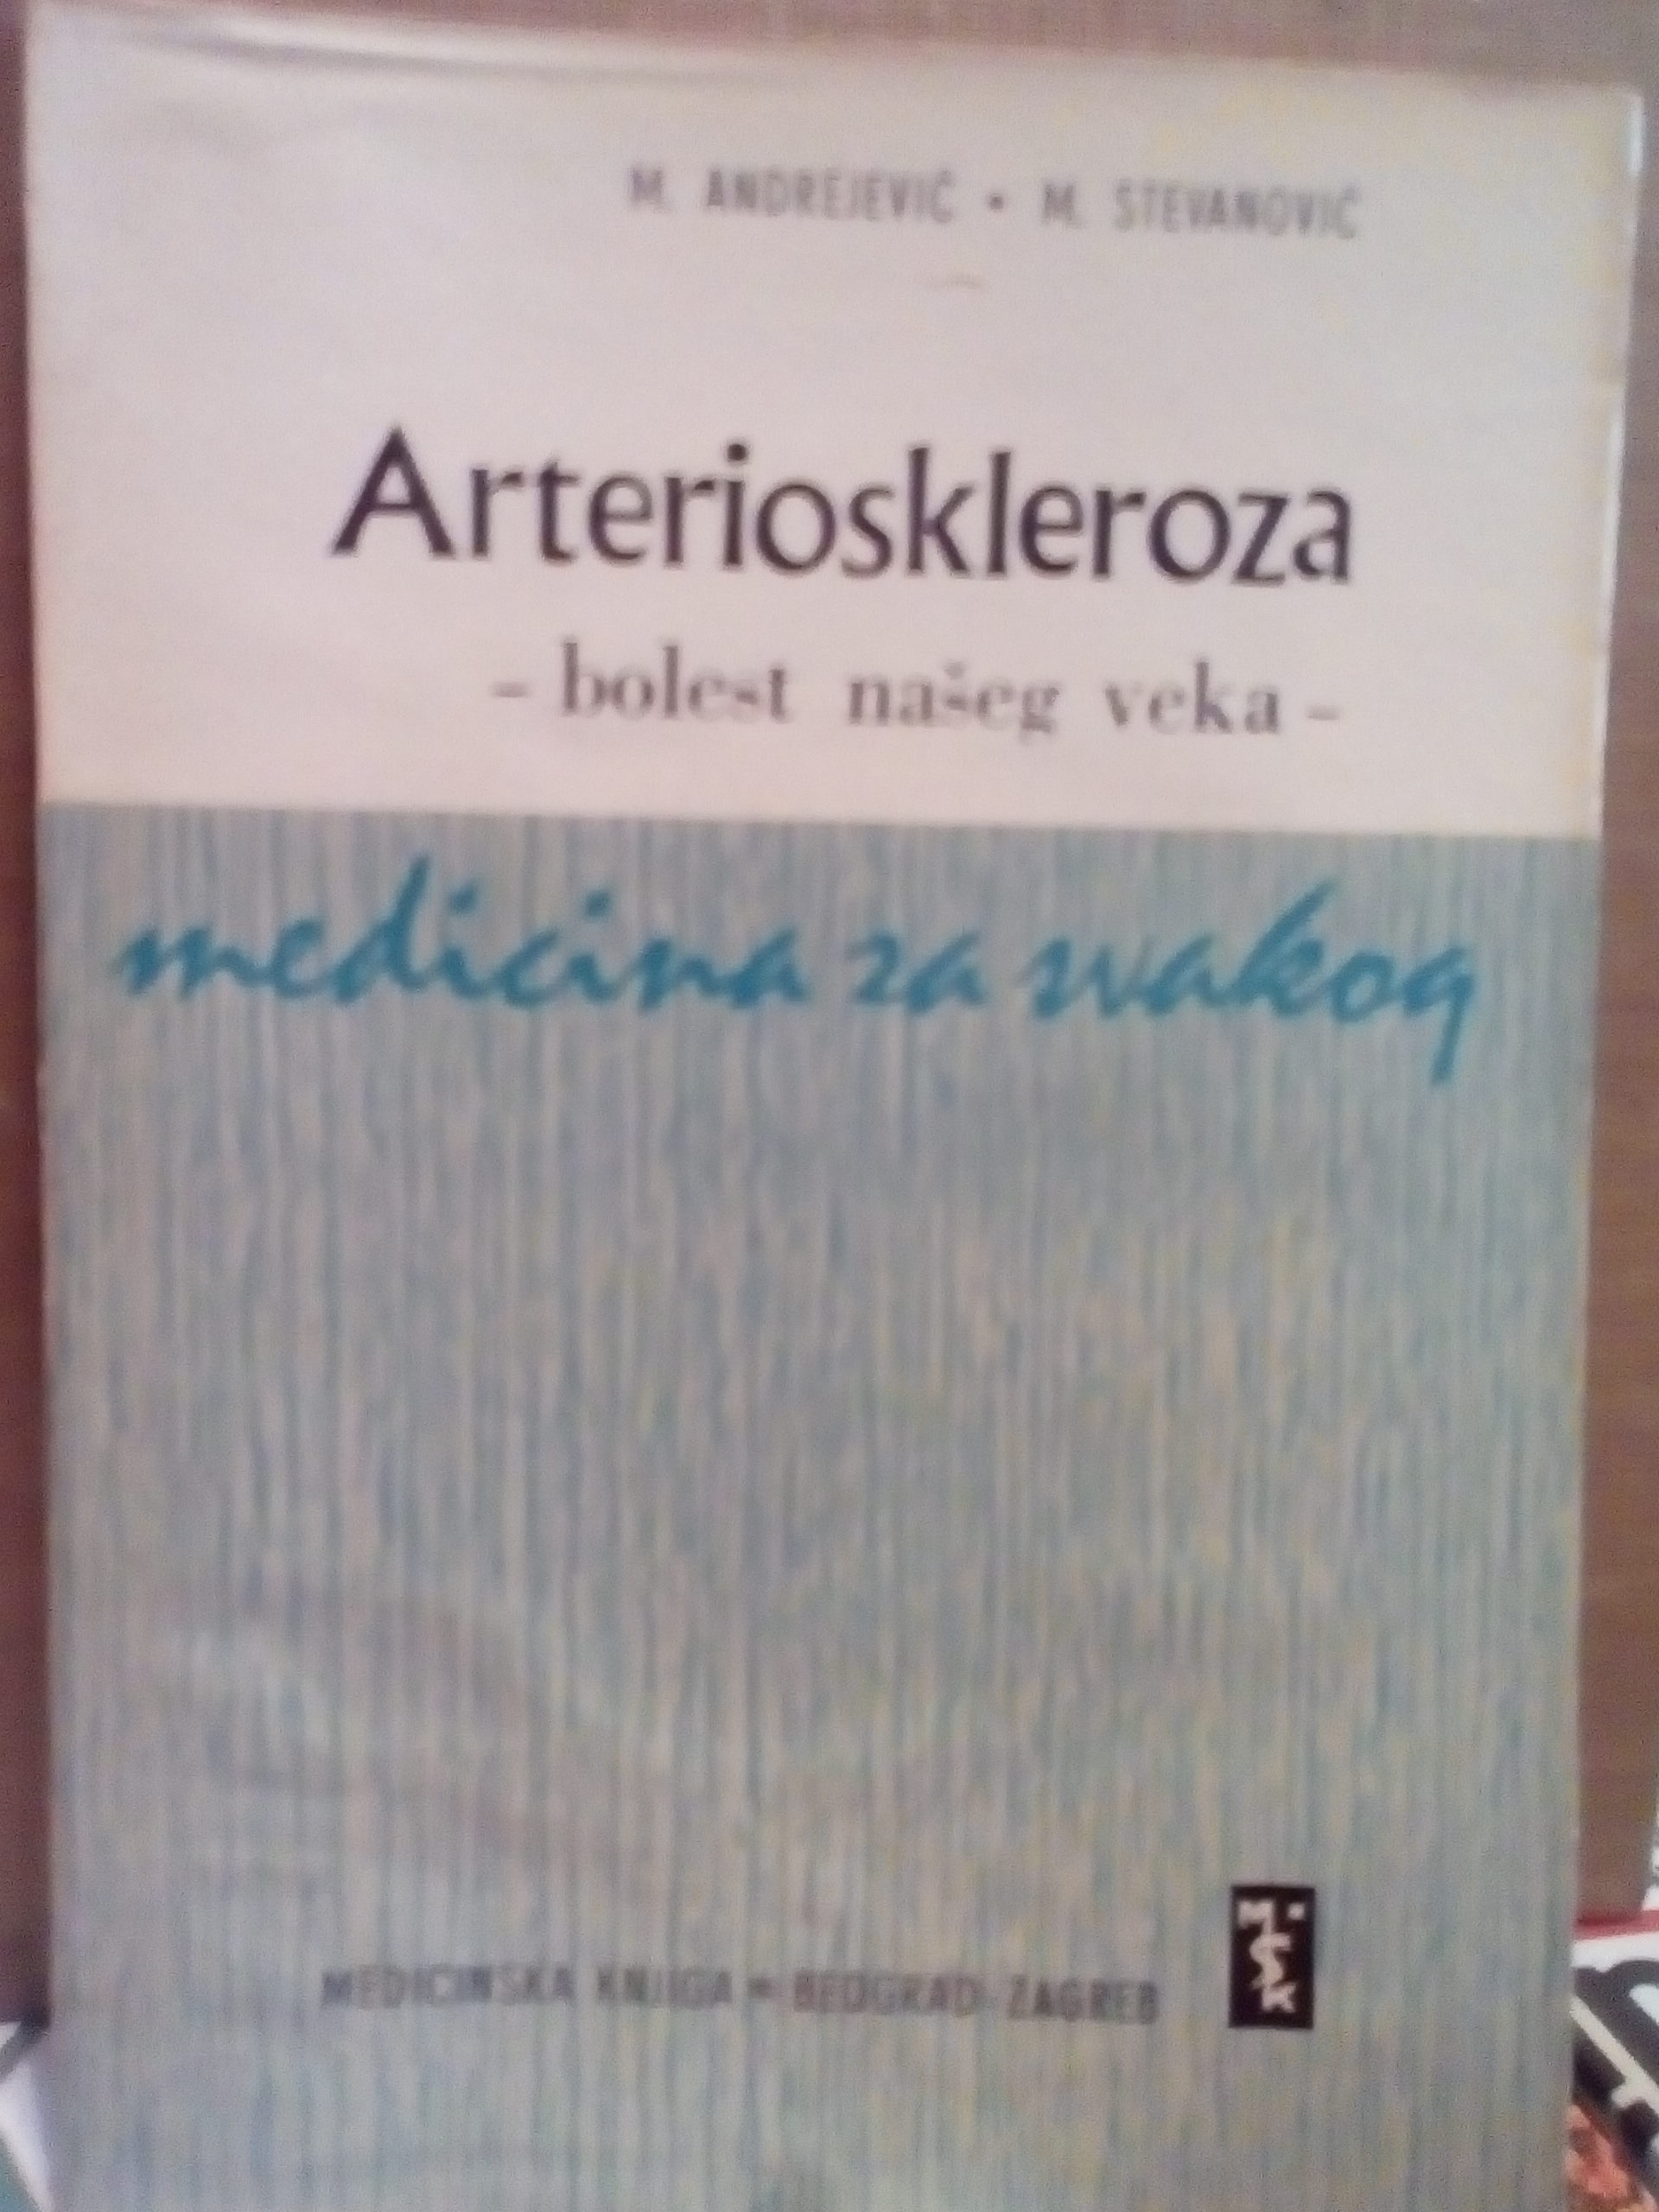 M. ANDREJEVIĆ • M. STEVANOVIĆ
Arterioskleroza
- bolest našeg veka -
medicina za svakog
MEDICINSKA KNJIGA • BEOGRAD-ZAGREB
M.
S
K